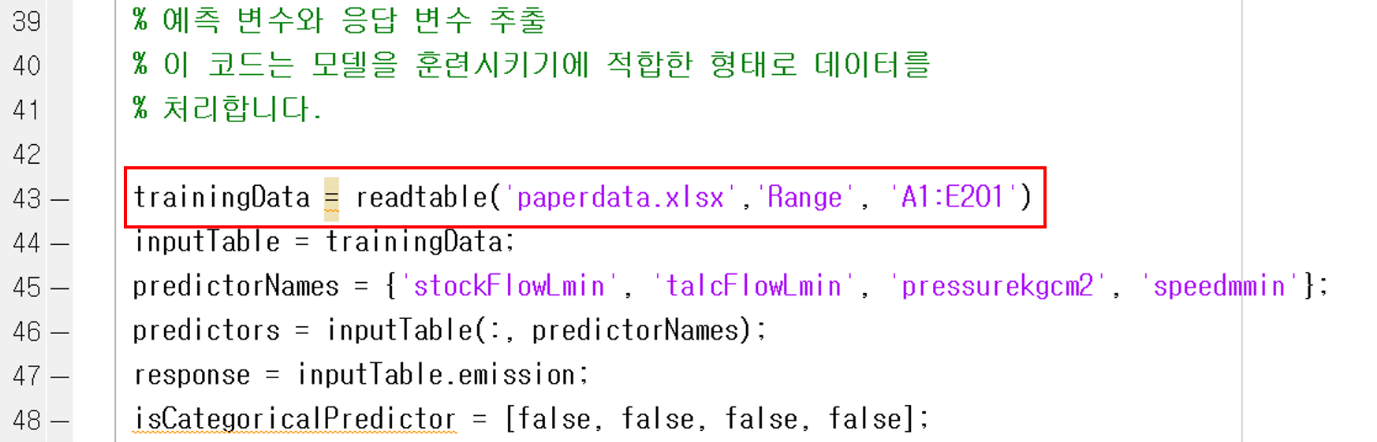 39 % 예측 변수와 응답 변수 추출
40 % 이 코드는 모델을 훈련시키기에 적합한 형태로 데이터를
41 % 처리합니다.
42
43 — trainingData = readtable('paperdata.xlsx','Range', 'A1:E201')
44 — inputTable = trainingData;
45 — predictorNames = {'stockFlowLmin', 'talcFlowLmin', 'pressurekgcm2', 'speedmmin'};
46 — predictors = inputTable(:, predictorNames);
47 — response = inputTable.emission;
48 — isCategoricalPredictor = [false, false, false, false];